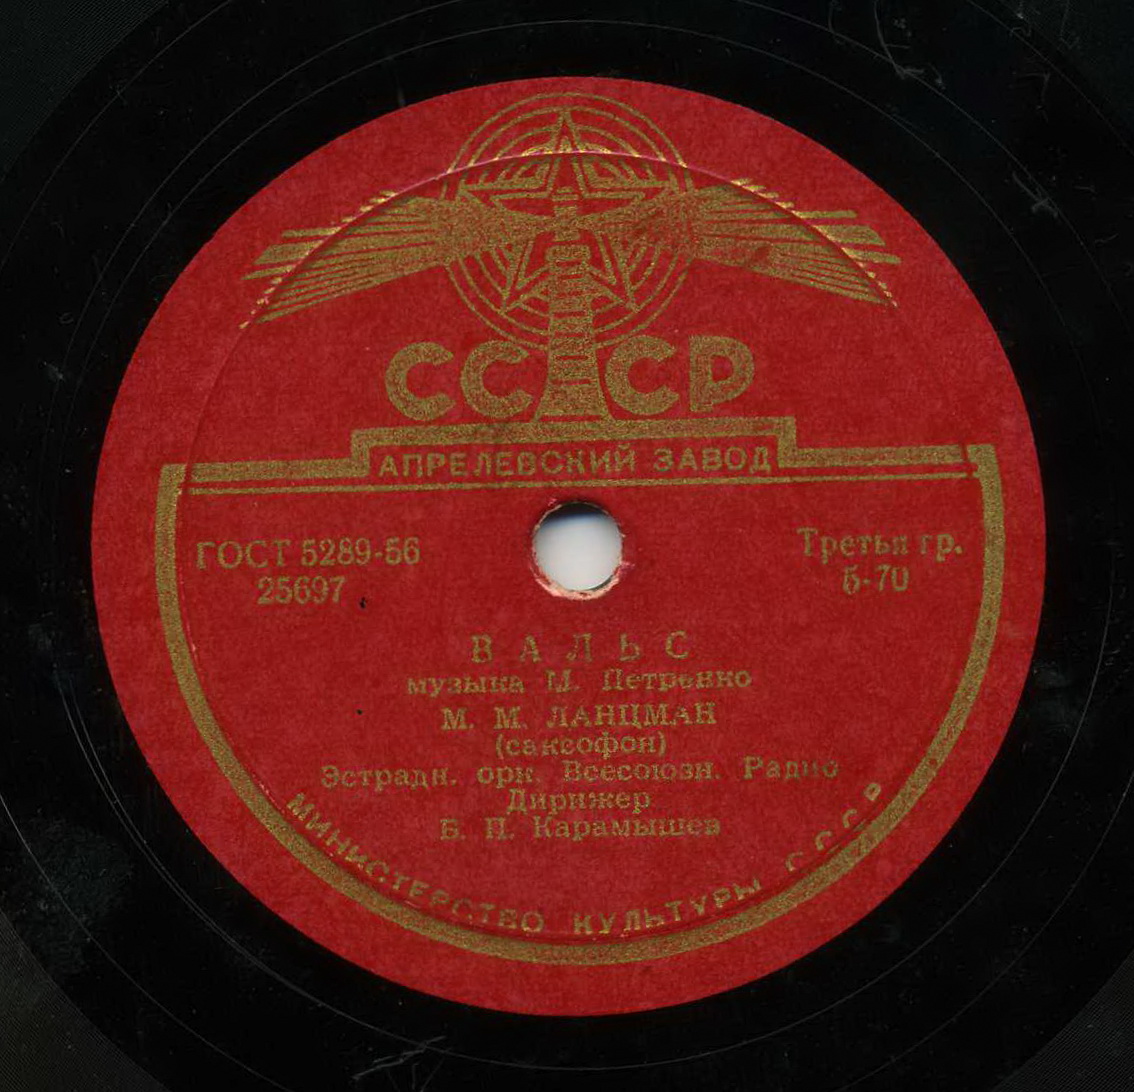 СССР
АПРЕЛЕВСКИЙ ЗАВОД
ГОСТ 5289-56
25697
Третья гр.
6-70
ВАЛЬС
музыка М. Петренко
М. М. ЛАНЦМАН
(саксофон)
Эстрадн. орк. Всесоюзн. Радио
Дирижер
Б. П. Карамышев
МИНИСТЕРСТВО КУЛЬТУРЫ СССР